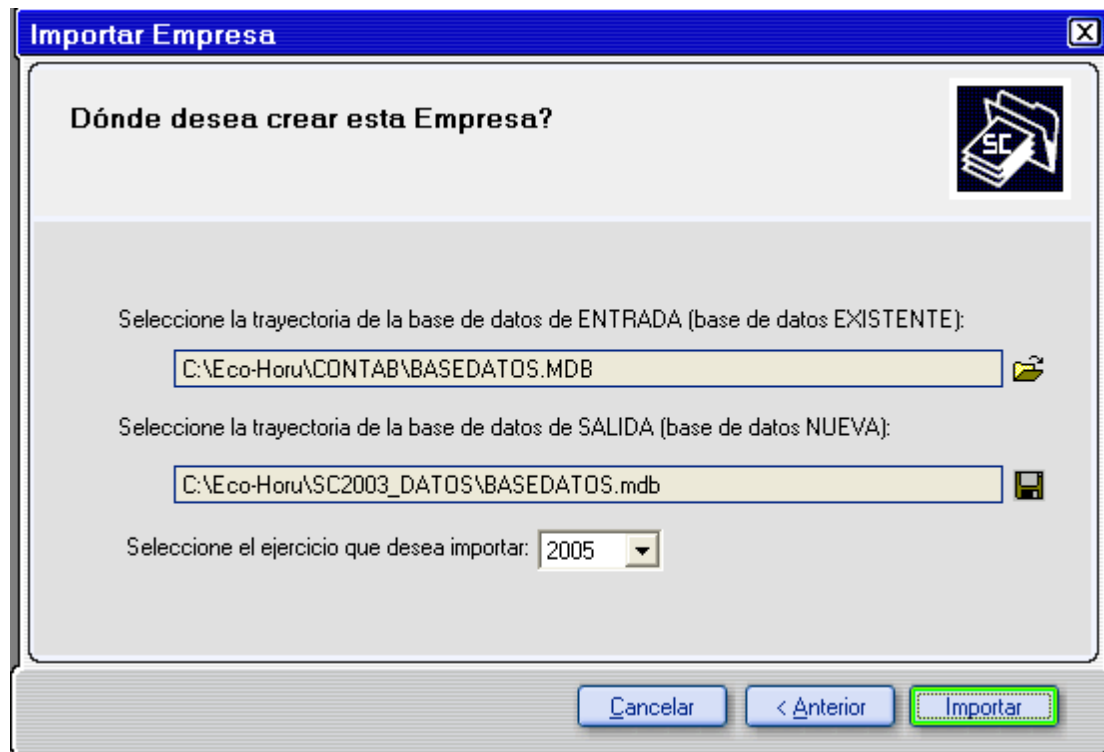 Importar Empresa
Dónde desea crear esta Empresa?
SC
Seleccione la trayectoria de la base de datos de ENTRADA (base de datos EXISTENTE):
C:\Eco-Horu\CONTAB\BASEDATOS.MDB
Seleccione la trayectoria de la base de datos de SALIDA (base de datos NUEVA):
C:\Eco-Horu\SC2003_DATOS\BASEDATOS.mdb
Seleccione el ejercicio que desea importar: 2005
Cancelar < Anterior Importar